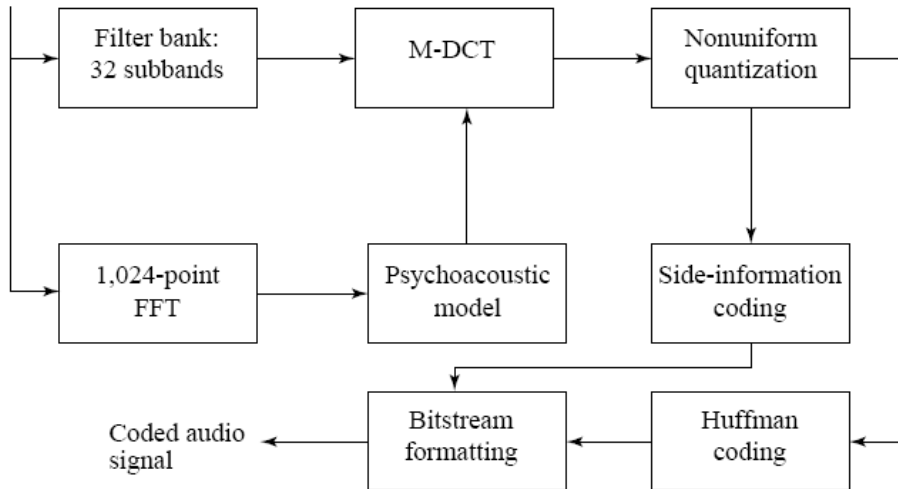 Filter bank:
32 subbands
M-DCT
Nonuniform
quantization
1,024-point
FFT
Psychoacoustic
model
Side-information
coding
Coded audio
signal
Bitstream
formatting
Huffman
coding